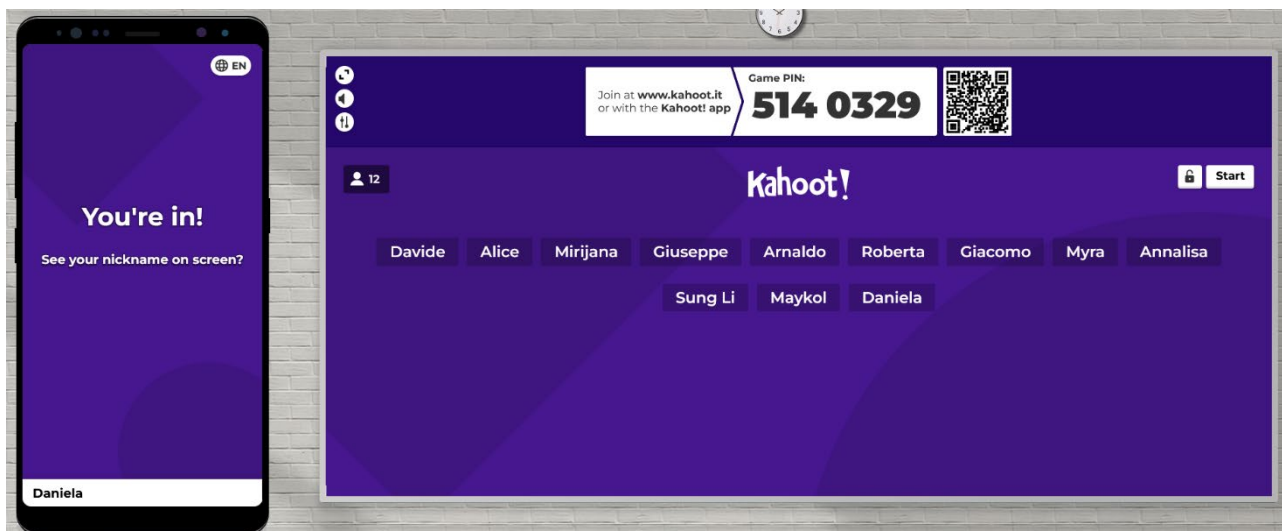 EN
You're in!
See your nickname on screen?
Daniela
Join at www.kahoot.it
or with the Kahoot! app
Game PIN:
514 0329
12
Kahoot!
Start
Davide Alice Mirijana Giuseppe Arnaldo Roberta Giacomo Myra Annalisa
Sung Li Maykol Daniela